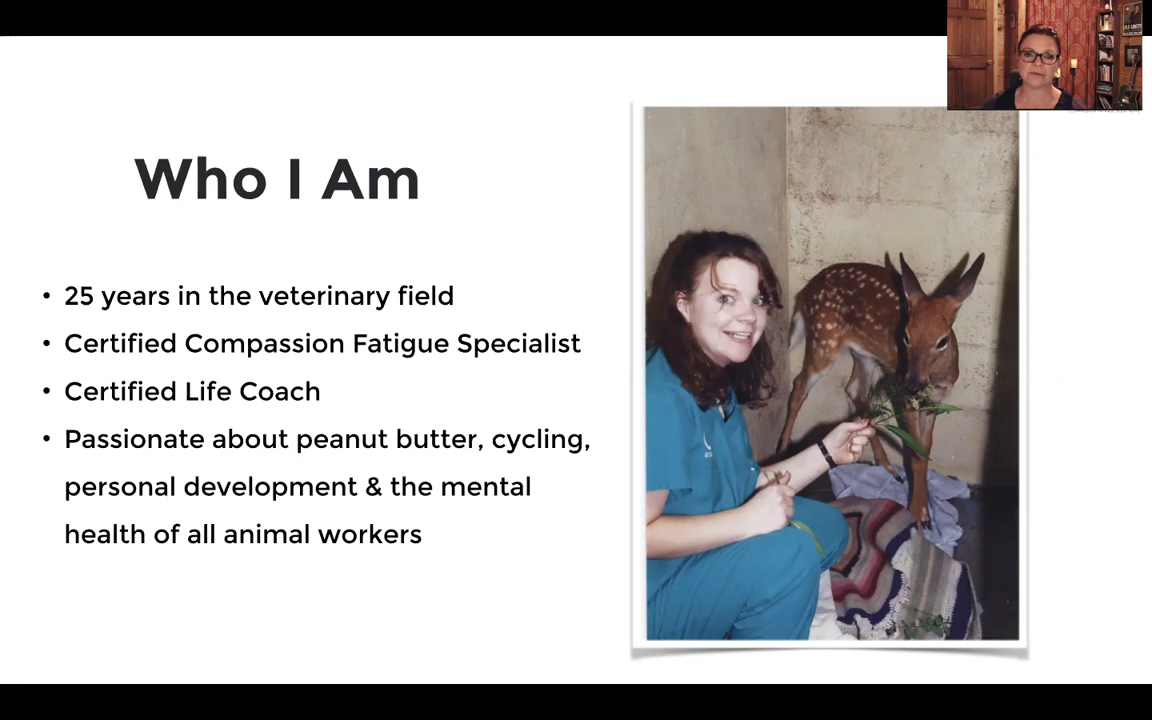 Who I Am
• 25 years in the veterinary field
• Certified Compassion Fatigue Specialist
• Certified Life Coach
• Passionate about peanut butter, cycling,
personal development & the mental
health of all animal workers